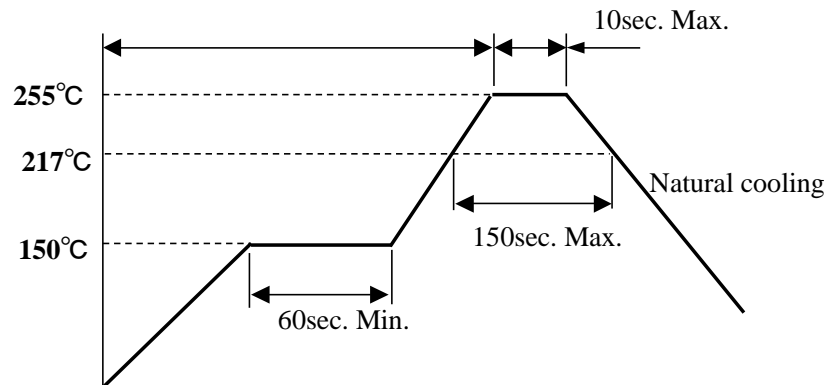 10sec. Max.
255℃
217℃
Natural cooling
150sec. Max.
150℃
60sec. Min.